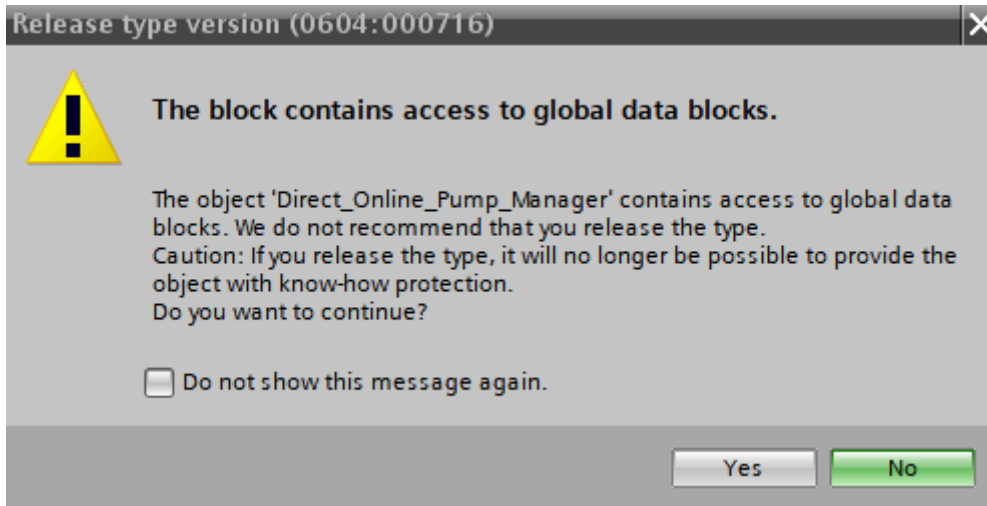 Release type version (0604:000716)
The block contains access to global data blocks.
The object 'Direct_Online_Pump_Manager' contains access to global data
blocks. We do not recommend that you release the type.
Caution: If you release the type, it will no longer be possible to provide the
object with know-how protection.
Do you want to continue?
Do not show this message again.
Yes
No